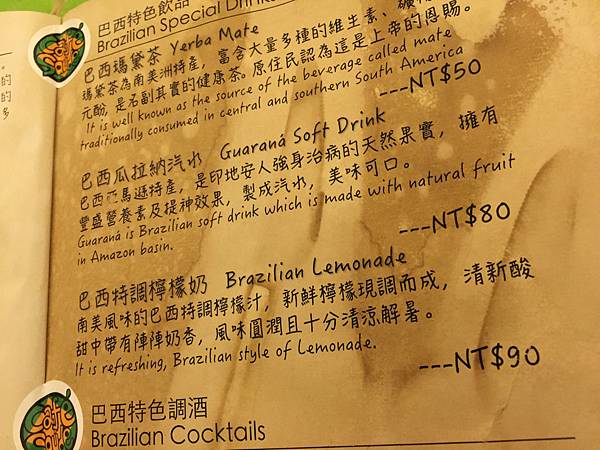 巴西特色飲品
Brazilian Special Drinks
巴西瑪黛茶 Yerba Mate
瑪黛茶為南美洲特產，富含大量多種的維生素、礦
元酚，是名副其實的健康茶。原住民認為這是上帝的恩賜。
It is well known as the source of the beverage called mate
traditionally consumed in central and southern South America
---NT$50
巴西瓜拉納汽水 Guaraná Soft Drink
巴西亞馬遜特產，是印地安人強身治病的天然果實，擁有
豐盛營養素及提神效果，製成汽水，美味可口。
Guaraná is Brazilian soft drink which is made with natural fruit
in Amazon basin.
---NT$80
巴西特調檸檬奶 Brazilian Lemonade
南美風味的巴西特調檸檬汁，新鮮檸檬現調而成，清新酸
甜中帶有陣陣奶香，風味圓潤且十分清涼解暑。
It is refreshing, Brazilian style of Lemonade.
---NT$90
巴西特色調酒
Brazilian Cocktails